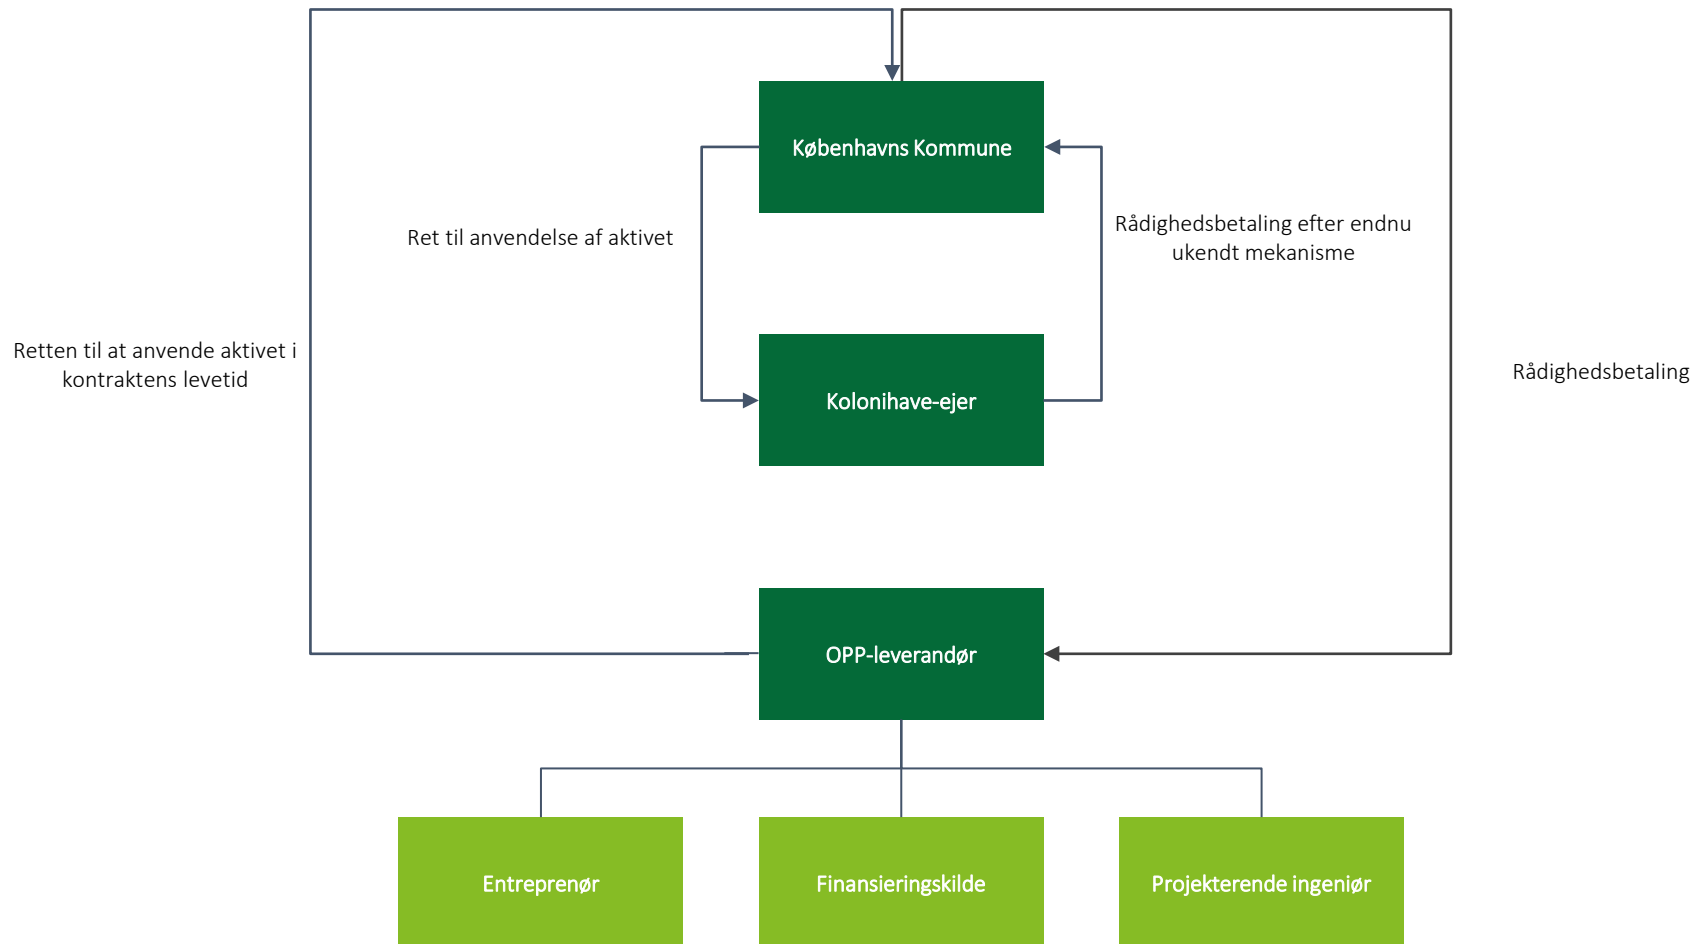 Københavns Kommune
Ret til anvendelse af aktivet
Rådighedsbetaling efter endnu
ukendt mekanisme
Retten til at anvende aktivet i
kontraktens levetid
Rådighedsbetaling
Kolonihave-ejer
OPP-leverandør
Entreprenør
Finansieringskilde
Projekterende ingeniør